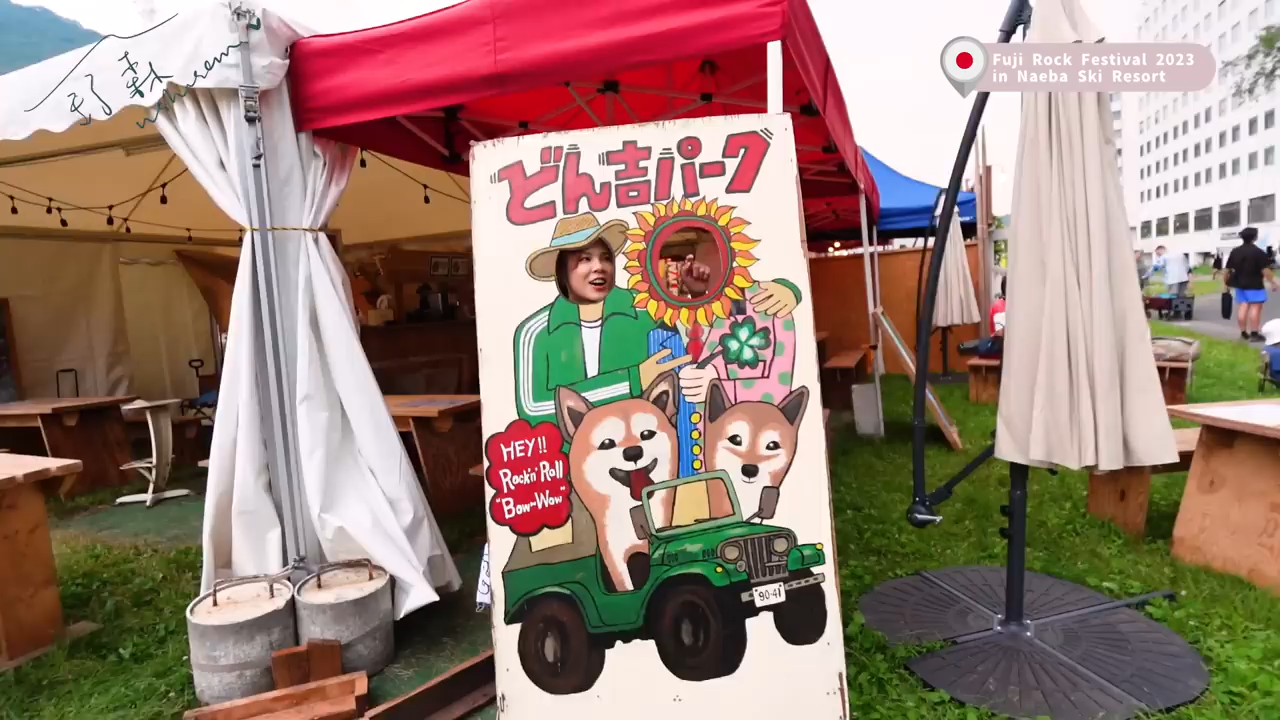 Fuji Rock Festival 2023
in Naeba Ski Resort
どん吉パーク
HEY!!
Rock'n' Roll
"Bow-Wow"
90-41